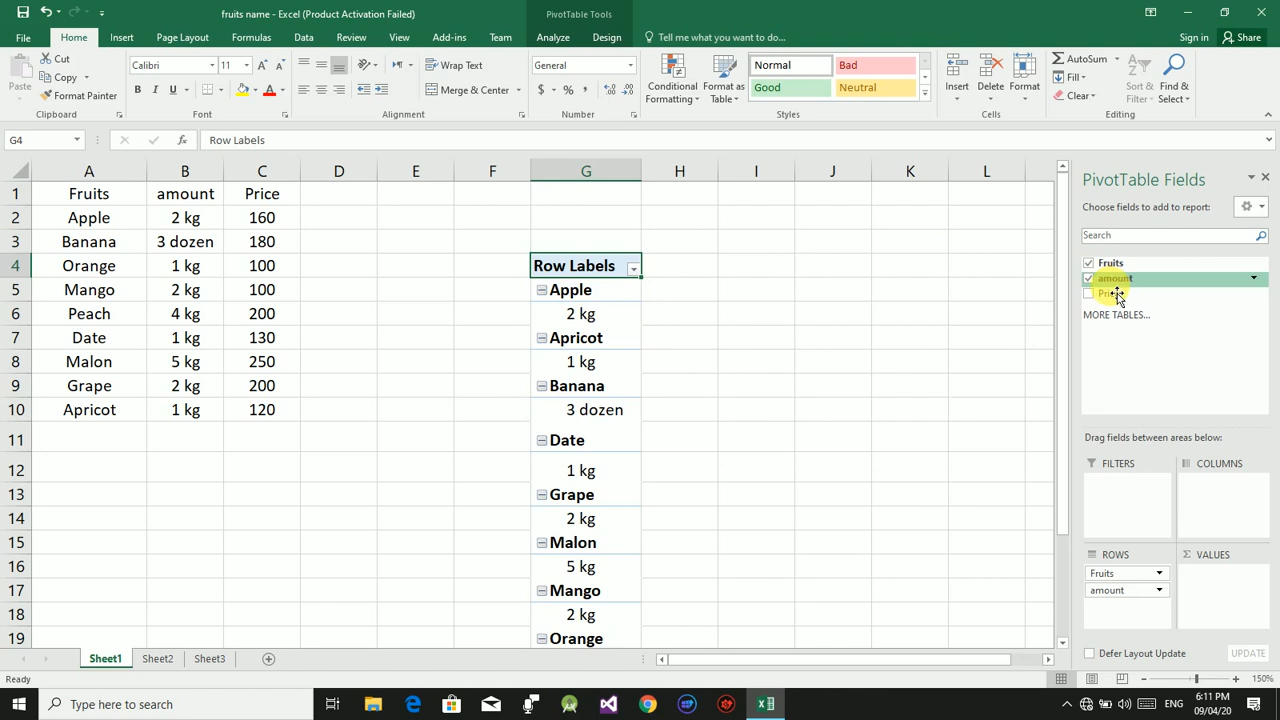 fruits name - Excel (Product Activation Failed)
PivotTable Tools
File Home Insert Page Layout Formulas Data Review View Add-ins Team Analyze Design Tell me what you want to do... Sign in Share
Paste
Cut
Copy
Format Painter
Clipboard
Calibri 11
B I U
Font
Wrap Text
Merge & Center
Alignment
General
$ % ,
Number
Conditional Formatting
Format as Table
Normal Bad
Good Neutral
Styles
Insert Delete Format
Cells
AutoSum
Fill
Clear
Sort & Filter
Find & Select
Editing
G4 fx Row Labels
A B C D E F G H I J K L
1 Fruits amount Price
2 Apple 2 kg 160
3 Banana 3 dozen 180
4 Orange 1 kg 100 Row Labels
5 Mango 2 kg 100 Apple
6 Peach 4 kg 200 2 kg
7 Date 1 kg 130 Apricot
8 Malon 5 kg 250 1 kg
9 Grape 2 kg 200 Banana
10 Apricot 1 kg 120 3 dozen
11 Date
12 1 kg
13 Grape
14 2 kg
15 Malon
16 5 kg
17 Mango
18 2 kg
19 Orange
PivotTable Fields
Choose fields to add to report:
Search
Fruits
amount
MORE TABLES...
Drag fields between areas below:
FILTERS COLUMNS
ROWS Σ VALUES
Fruits
amount
Defer Layout Update UPDATE
Sheet1 Sheet2 Sheet3
Ready 150%
Type here to search
ENG
6:11 PM
09/04/20